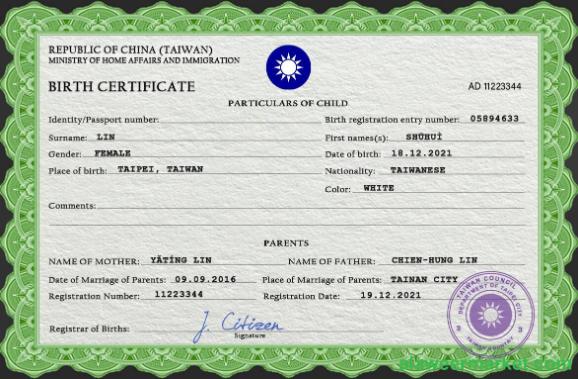 REPUBLIC OF CHINA (TAIWAN)
MINISTRY OF HOME AFFAIRS AND IMMIGRATION
BIRTH CERTIFICATE
AD 11223344
PARTICULARS OF CHILD
Identity/Passport number: Birth registration entry number: 05894633
Surname: LIN First names(s): SHŪHUÌ
Gender: FEMALE Date of birth: 18.12.2021
Place of birth: TAIPEI, TAIWAN Nationality: TAIWANESE
Color: WHITE
Comments:
PARENTS
NAME OF MOTHER: YǍTÍNG LIN NAME OF FATHER: CHIEN-HUNG LIN
Date of Marriage of Parents: 09.09.2016 Place of Marriage of Parents: TAINAN CITY
Registration Number: 11223344 Registration Date: 19.12.2021
Registrar of Births: J. Citizen
Signature
TAIWAN COUNCIL
DEPARTMENT OF TAIPEI CITY
TAIWAN COUNTRY